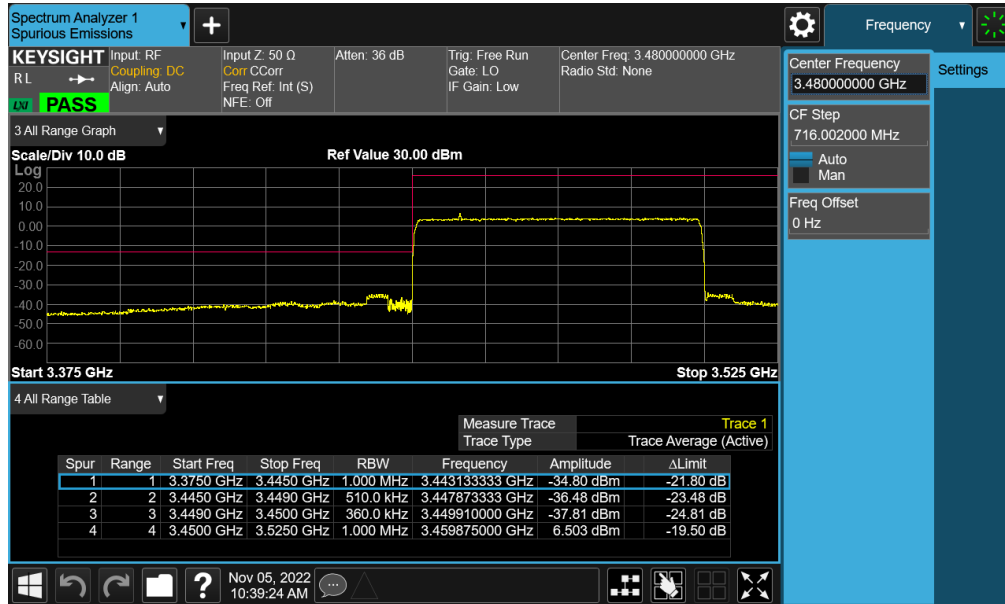 Spectrum Analyzer 1
Spurious Emissions
+
Frequency
KEYSIGHT Input: RF Input Z: 50 Ω Atten: 36 dB Trig: Free Run Center Freq: 3.480000000 GHz
RL Coupling: DC Corr CCorr Gate: LO Radio Std: None
Align: Auto Freq Ref: Int (S) IF Gain: Low
LXI PASS NFE: Off
Center Frequency
3.480000000 GHz
Settings
CF Step
716.002000 MHz
Auto
Man
Freq Offset
0 Hz
3 All Range Graph
Scale/Div 10.0 dB Ref Value 30.00 dBm
Log
20.0
10.0
0.00
-10.0
-20.0
-30.0
-40.0
-50.0
-60.0
Start 3.375 GHz Stop 3.525 GHz
4 All Range Table
Measure Trace Trace 1
Trace Type Trace Average (Active)
Spur Range Start Freq Stop Freq RBW Frequency Amplitude ΔLimit
1 1 3.3750 GHz 3.4450 GHz 1.000 MHz 3.443133333 GHz -34.80 dBm -21.80 dB
2 2 3.4450 GHz 3.4490 GHz 510.0 kHz 3.447873333 GHz -36.48 dBm -23.48 dB
3 3 3.4490 GHz 3.4500 GHz 360.0 kHz 3.449910000 GHz -37.81 dBm -24.81 dB
4 4 3.4500 GHz 3.5250 GHz 1.000 MHz 3.459875000 GHz 6.503 dBm -19.50 dB
? Nov 05, 2022
10:39:24 AM